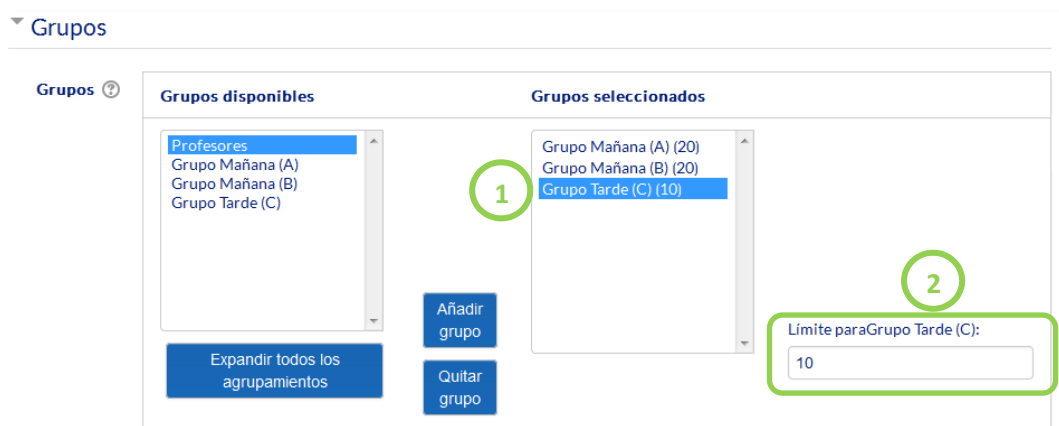 Grupos
Grupos
Grupos disponibles
Grupos seleccionados
Profesores
Grupo Mañana (A)
Grupo Mañana (B)
Grupo Tarde (C)
Expandir todos los
agrupamientos
Añadir
grupo
Quitar
grupo
1
Grupo Mañana (A) (20)
Grupo Mañana (B) (20)
Grupo Tarde (C) (10)
2
Límite paraGrupo Tarde (C):
10